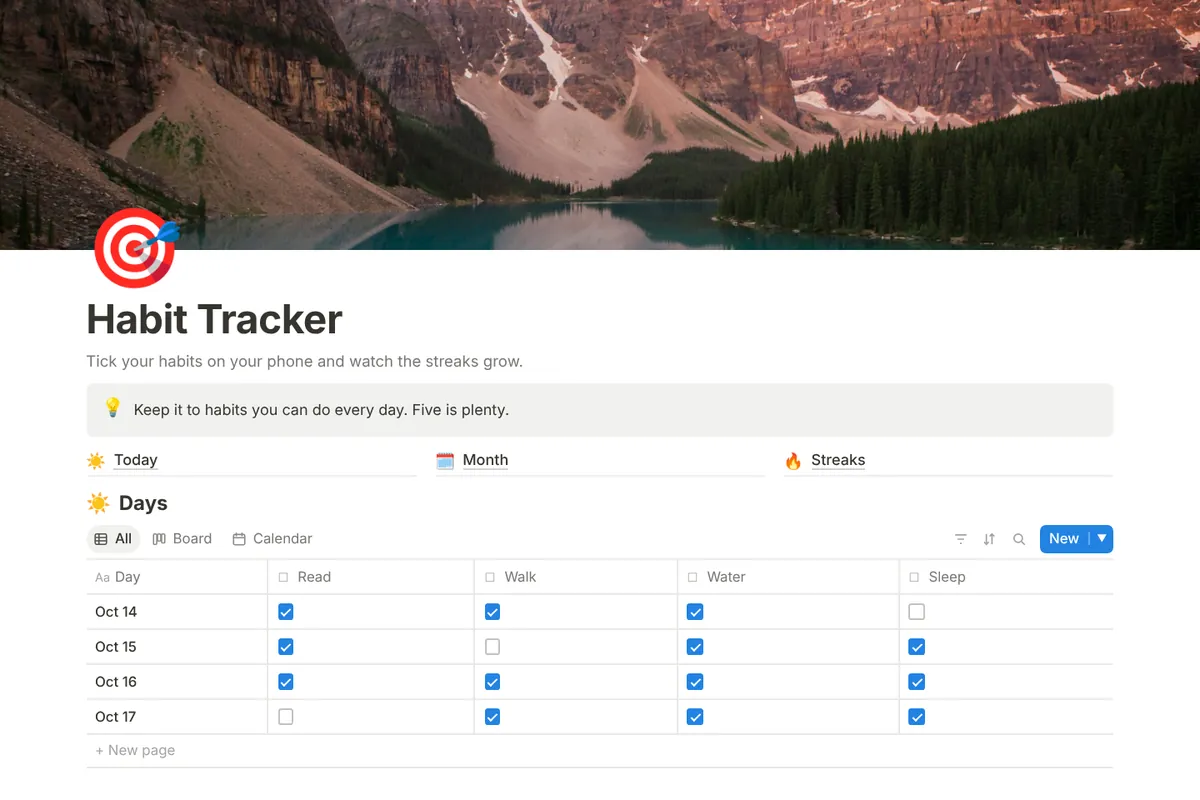 Habit Tracker
Tick your habits on your phone and watch the streaks grow.
Keep it to habits you can do every day. Five is plenty.
Today Month Streaks
Days
All Board Calendar New
Aa Day Read Walk Water Sleep
Oct 14
Oct 15
Oct 16
Oct 17
+ New page